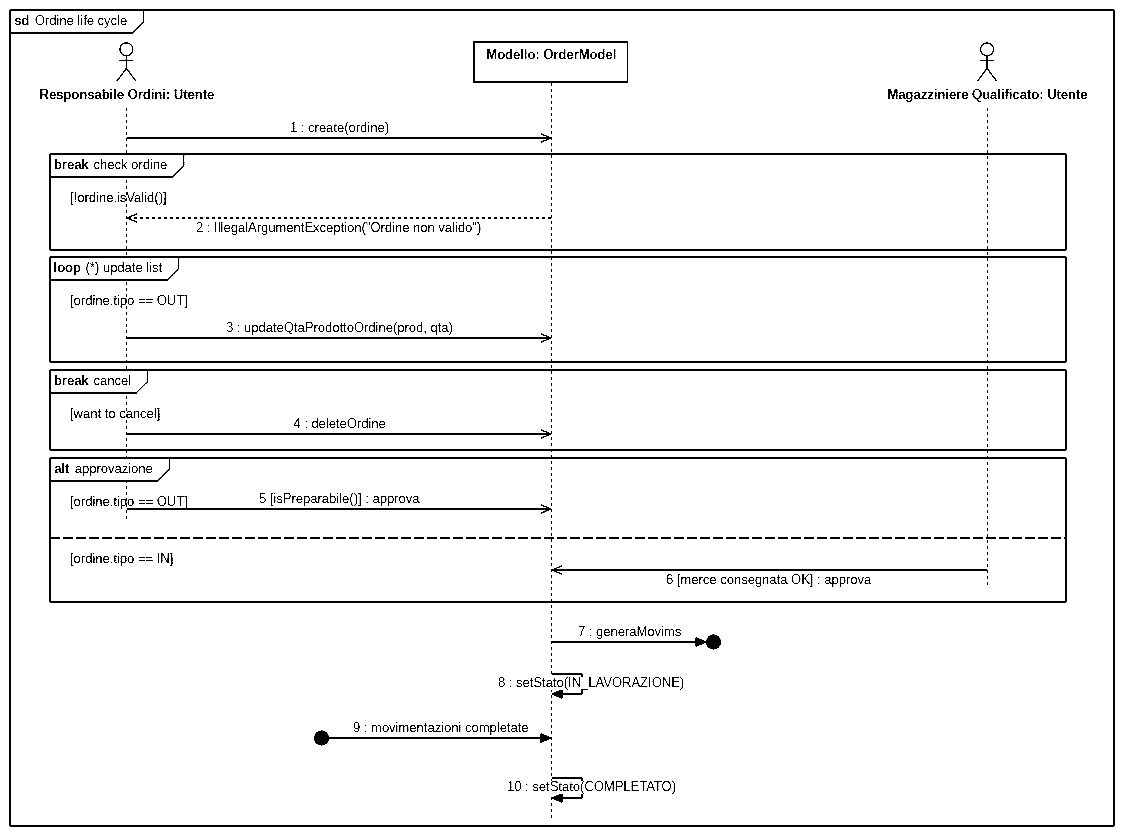 sd Ordine life cycle
Responsabile Ordini: Utente
Modello: OrderModel
Magazziniere Qualificato: Utente
1 : create(ordine)
break check ordine
[!ordine.isValid()]
2 : IllegalArgumentException("Ordine non valido")
loop (*) update list
[ordine.tipo == OUT]
3 : updateQtaProdottoOrdine(prod, qta)
break cancel
[want to cancel]
4 : deleteOrdine
alt approvazione
[ordine.tipo == OUT]
5 [isPreparabile()] : approva
[ordine.tipo == IN]
6 [merce consegnata OK] : approva
7 : generaMovims
8 : setStato(IN_LAVORAZIONE)
9 : movimentazioni completate
10 : setStato(COMPLETATO)